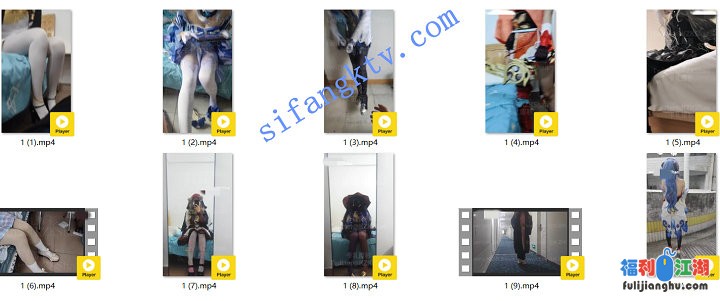 sifangktv.com
Player
Player
Player
Player
Player
1 (1).mp4
1 (2).mp4
1 (3).mp4
1 (4).mp4
1 (5).mp4
Player
Player
Player
Player
福利江湖
fulijianghu.com
1 (6).mp4
1 (7).mp4
1 (8).mp4
1 (9).mp4